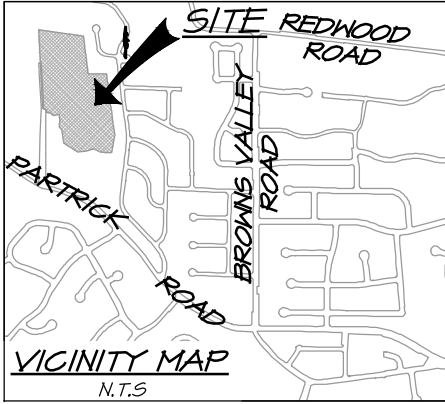 SITE
REDWOOD
ROAD
BROWNS VALLEY
ROAD
PARTRICK
ROAD
VICINITY MAP
N.T.S